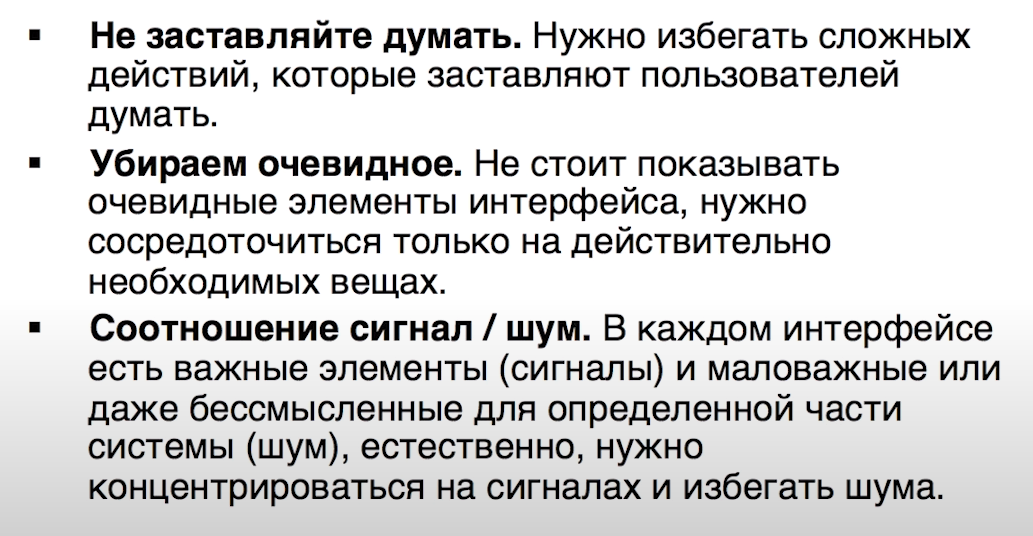 ▪ Не заставляйте думать. Нужно избегать сложных
действий, которые заставляют пользователей
думать.
▪ Убираем очевидное. Не стоит показывать
очевидные элементы интерфейса, нужно
сосредоточиться только на действительно
необходимых вещах.
▪ Соотношение сигнал / шум. В каждом интерфейсе
есть важные элементы (сигналы) и маловажные или
даже бессмысленные для определенной части
системы (шум), естественно, нужно
концентрироваться на сигналах и избегать шума.